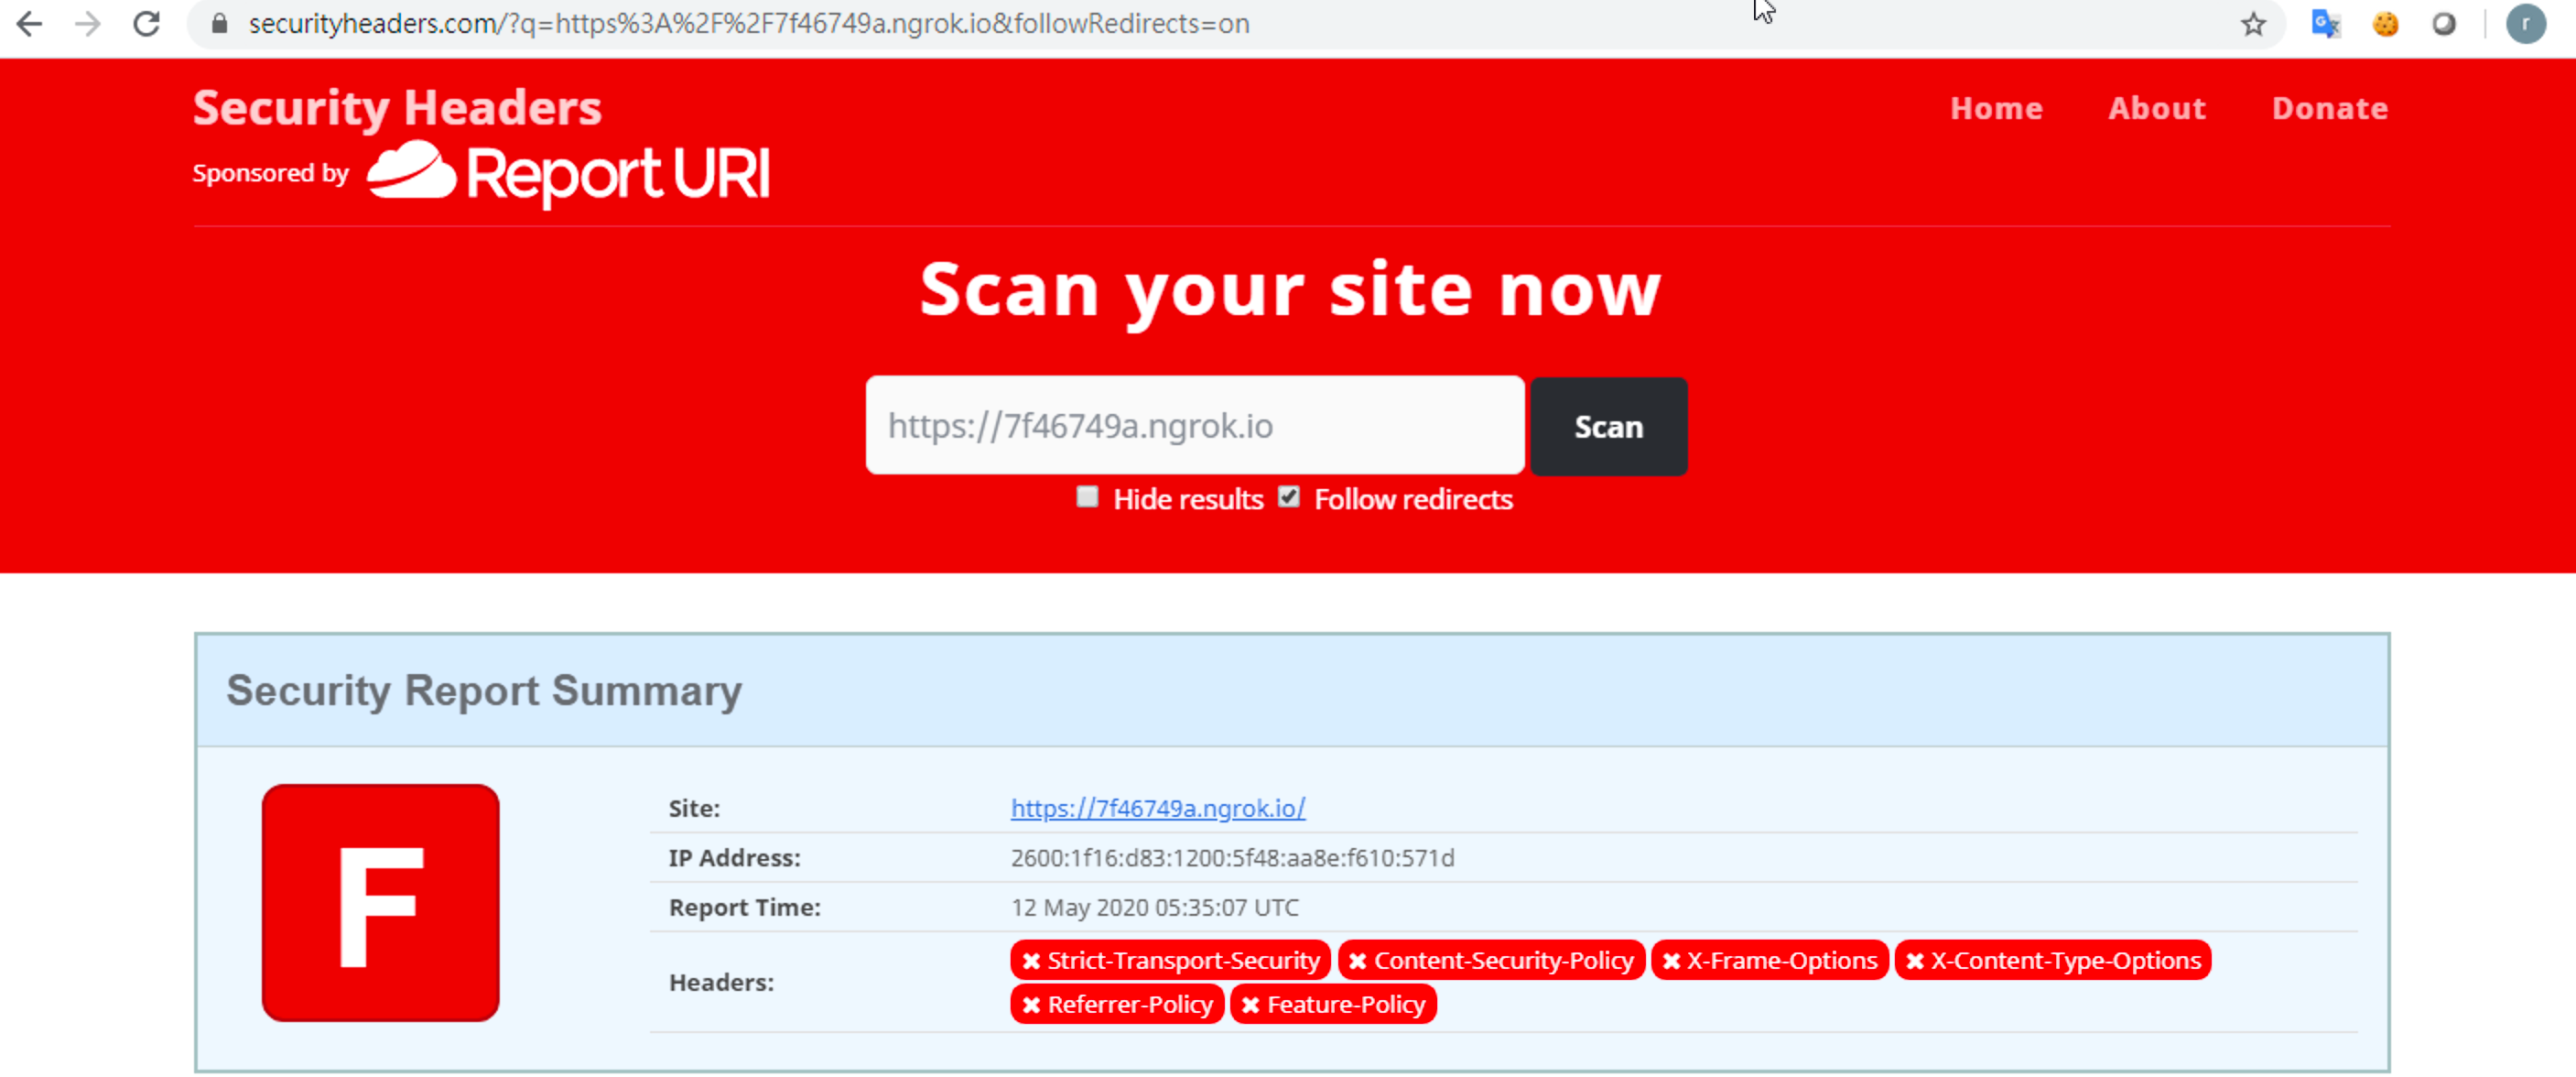 securityheaders.com/?q=https%3A%2F%2F7f46749a.ngrok.io&followRedirects=on
r
Security Headers
Home About Donate
Sponsored by Report URI
Scan your site now
https://7f46749a.ngrok.io Scan
Hide results Follow redirects
Security Report Summary
F
Site: https://7f46749a.ngrok.io/
IP Address: 2600:1f16:d83:1200:5f48:aa8e:f610:571d
Report Time: 12 May 2020 05:35:07 UTC
Headers: Strict-Transport-Security Content-Security-Policy X-Frame-Options X-Content-Type-Options
Referrer-Policy Feature-Policy